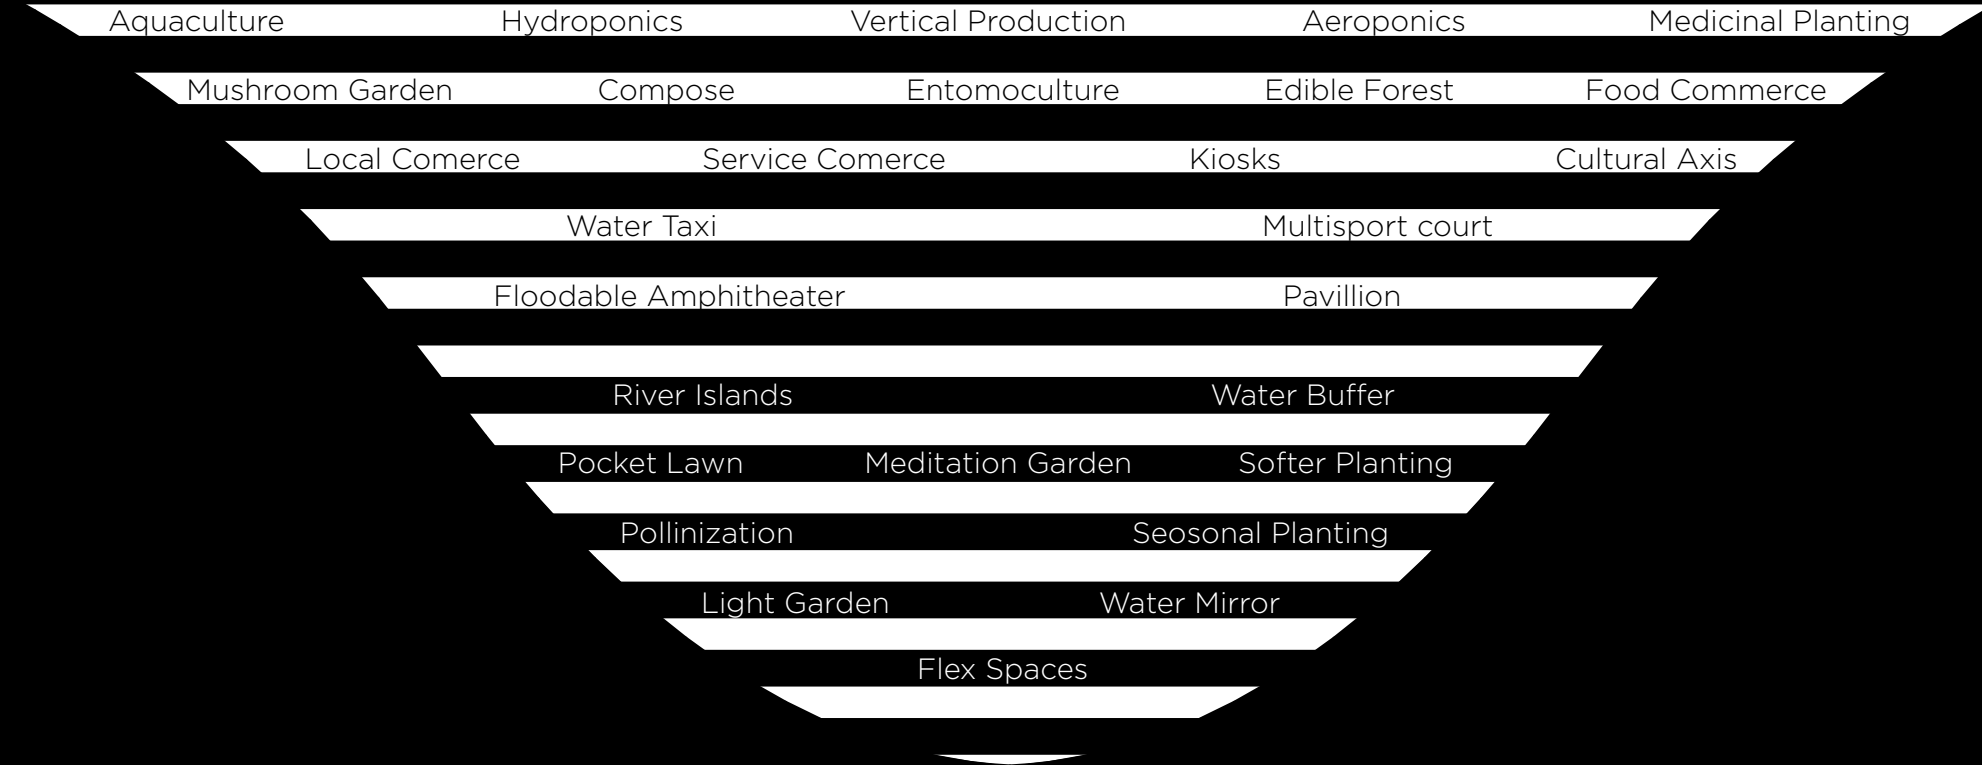 Aquaculture Hydroponics Vertical Production Aeroponics Medicinal Planting
Mushroom Garden Compose Entomoculture Edible Forest Food Commerce
Local Comerce Service Comerce Kiosks Cultural Axis
Water Taxi Multisport court
Floodable Amphitheater Pavillion
River Islands Water Buffer
Pocket Lawn Meditation Garden Softer Planting
Pollinization Seosonal Planting
Light Garden Water Mirror
Flex Spaces